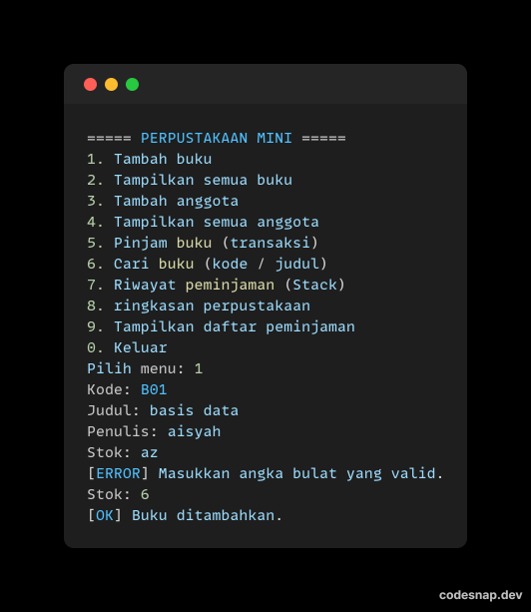 ===== PERPUSTAKAAN MINI =====
1. Tambah buku
2. Tampilkan semua buku
3. Tambah anggota
4. Tampilkan semua anggota
5. Pinjam buku (transaksi)
6. Cari buku (kode / judul)
7. Riwayat peminjaman (Stack)
8. ringkasan perpustakaan
9. Tampilkan daftar peminjaman
0. Keluar
Pilih menu: 1
Kode: B01
Judul: basis data
Penulis: aisyah
Stok: az
[ERROR] Masukkan angka bulat yang valid.
Stok: 6
[OK] Buku ditambahkan.
codesnap.dev